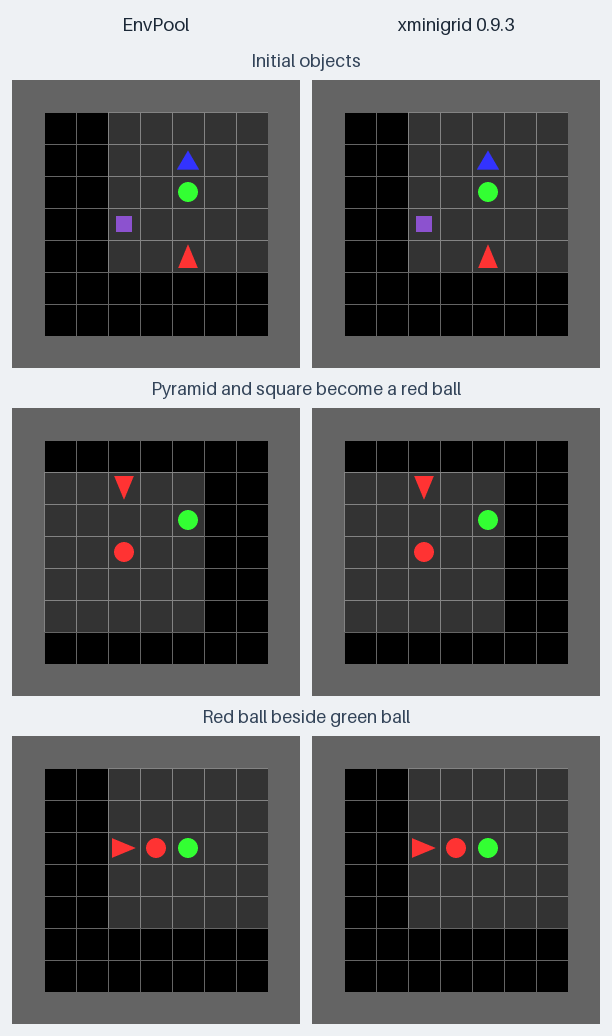 EnvPool
xminigrid 0.9.3
Initial objects
Pyramid and square become a red ball
Red ball beside green ball